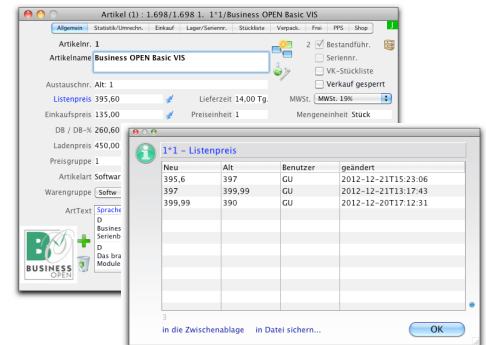 Artikel (1) : 1.698/1.698 1. 1*1/Business OPEN Basic VIS
Allgemein Statistik/Umrechn. Einkauf Lager/Seriennr. Stückliste Verpack. Frei PPS Shop
Artikelnr. 1 2 Bestandführ.
Artikelname Business OPEN Basic VIS Seriennr.
VK-Stückliste
Verkauf gesperrt
Austauschnr. Alt: 1
Listenpreis 395,60 Lieferzeit 14,00 Tg. MWSt. MWSt. 19%
Einkaufspreis 135,00 Preiseinheit 1 Mengeneinheit Stück
DB / DB-% 260,60
Ladenpreis 450,00
Preisgruppe 1
Artikelart Softwar
Warengruppe Softw
ArtText Sprache
D
Busines
Serienb
D
Das bra
Module
BUSINESS
OPEN
1*1 - Listenpreis
Neu Alt Benutzer geändert
395,6 397 GU 2012-12-21T15:23:06
397 399,99 GU 2012-12-21T13:17:43
399,99 390 GU 2012-12-20T17:12:31
3
in die Zwischenablage in Datei sichern...
OK